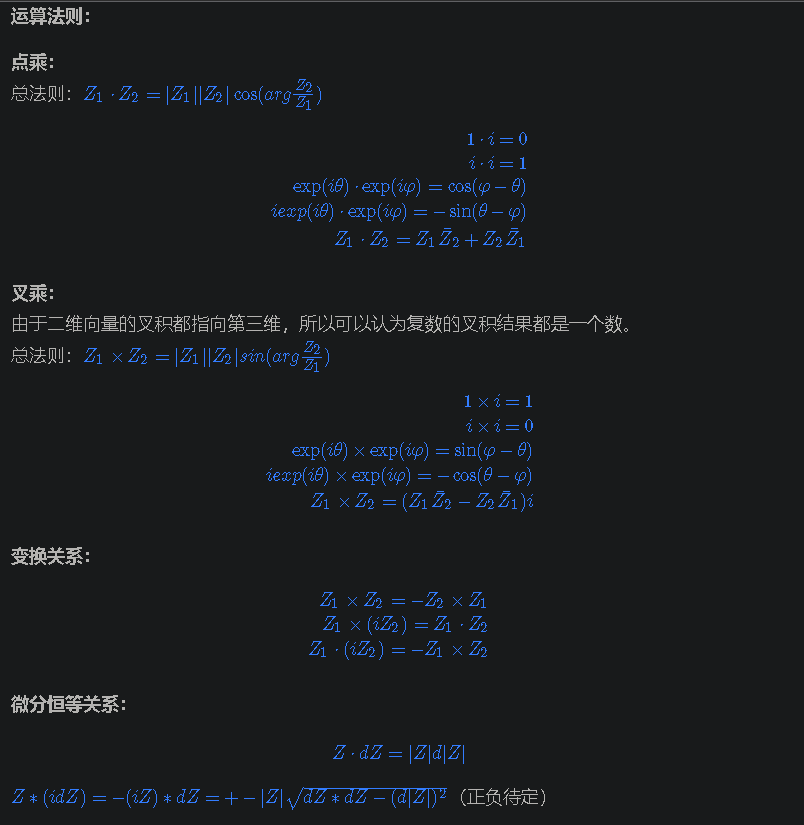 运算法则：
点乘：
总法则：$Z_1 \cdot Z_2 = |Z_1||Z_2|\cos(arg\frac{Z_2}{Z_1})$
$1 \cdot i = 0$
$i \cdot i = 1$
$\exp(i\theta) \cdot \exp(i\varphi) = \cos(\varphi - \theta)$
$iexp(i\theta) \cdot \exp(i\varphi) = -\sin(\theta - \varphi)$
$Z_1 \cdot Z_2 = Z_1\bar{Z}_2 + Z_2\bar{Z}_1$
叉乘：
由于二维向量的叉积都指向第三维，所以可以认为复数的叉积结果都是一个数。
总法则：$Z_1 \times Z_2 = |Z_1||Z_2|sin(arg\frac{Z_2}{Z_1})$
$1 \times i = 1$
$i \times i = 0$
$\exp(i\theta) \times \exp(i\varphi) = \sin(\varphi - \theta)$
$iexp(i\theta) \times \exp(i\varphi) = -\cos(\theta - \varphi)$
$Z_1 \times Z_2 = (Z_1\bar{Z}_2 - Z_2\bar{Z}_1)i$
变换关系：
$Z_1 \times Z_2 = -Z_2 \times Z_1$
$Z_1 \times (iZ_2) = Z_1 \cdot Z_2$
$Z_1 \cdot (iZ_2) = -Z_1 \times Z_2$
微分恒等关系：
$Z \cdot dZ = |Z|d|Z|$
$Z * (idZ) = -(iZ) * dZ = +-|Z|\sqrt{dZ * dZ - (d|Z|)^2}$（正负待定）